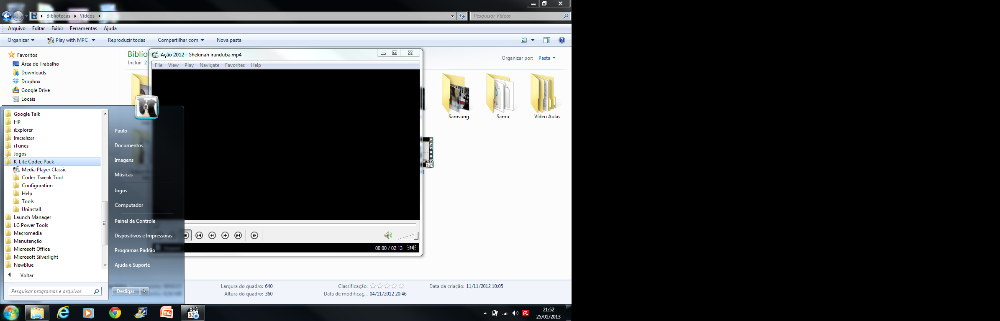 Bibliotecas Vídeos
Pesquisar Vídeos
Arquivo Editar Exibir Ferramentas Ajuda
Organizar Play with MPC Reproduzir todas Compartilhar com Nova pasta
Favoritos
Área de Trabalho
Downloads
Dropbox
Google Drive
Locais
Inclui: 2
Organizar por: Pasta
Ação 2012 - Shekinah iranduba.mp4
File View Play Navigate Favorites Help
Samsung
Samu
Vídeo Aulas
00:00 / 02:13
Google Talk
HP
iExplorer
Inicializar
iTunes
Jogos
K-Lite Codec Pack
Media Player Classic
Codec Tweak Tool
Configuration
Help
Tools
Uninstall
Launch Manager
LG Power Tools
Macromedia
Manutenção
Microsoft Office
Microsoft Silverlight
NewBlue
Voltar
Pesquisar programas e arquivos
Paulo
Documentos
Imagens
Músicas
Jogos
Computador
Painel de Controle
Dispositivos e Impressoras
Programas Padrão
Ajuda e Suporte
Desligar
Largura do quadro: 640
Altura do quadro: 360
Classificação:
Data de modificaç... 04/11/2012 20:46
Data da criação: 11/11/2012 10:05
21:52
25/01/2013